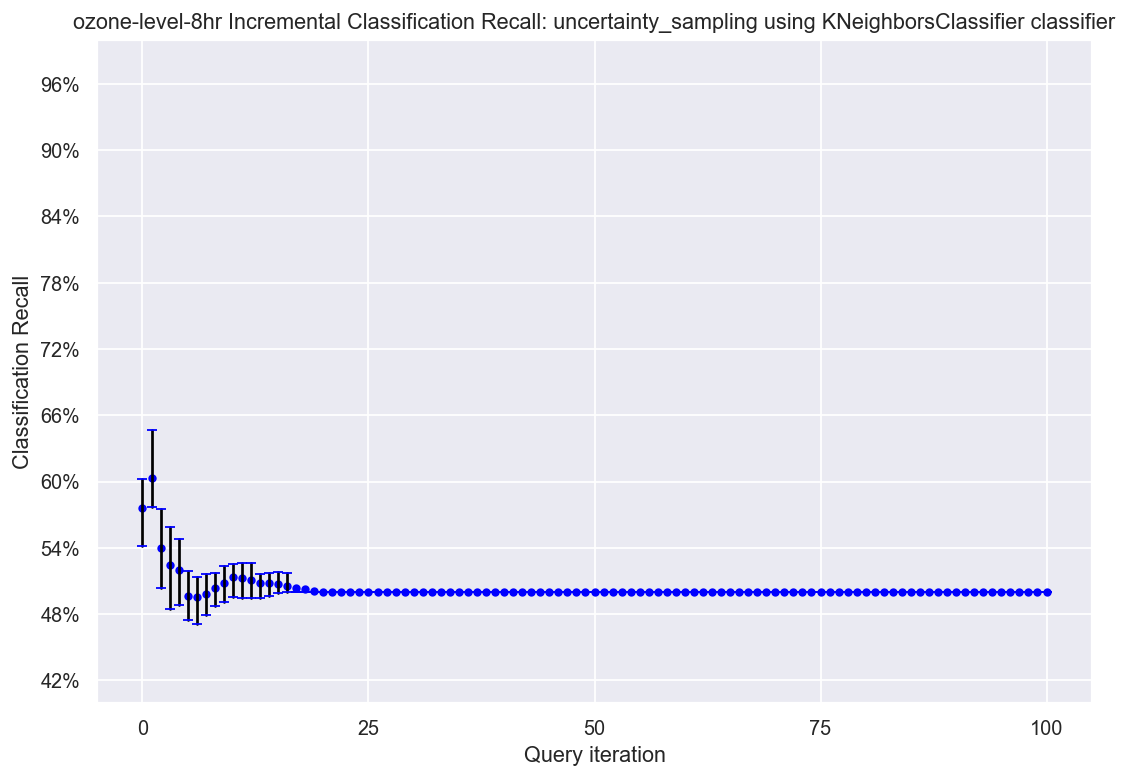 ozone-level-8hr Incremental Classification Recall: uncertainty_sampling using KNeighborsClassifier classifier
96%
90%
84%
78%
72%
66%
60%
54%
48%
42%
Classification Recall
0 25 50 75 100
Query iteration